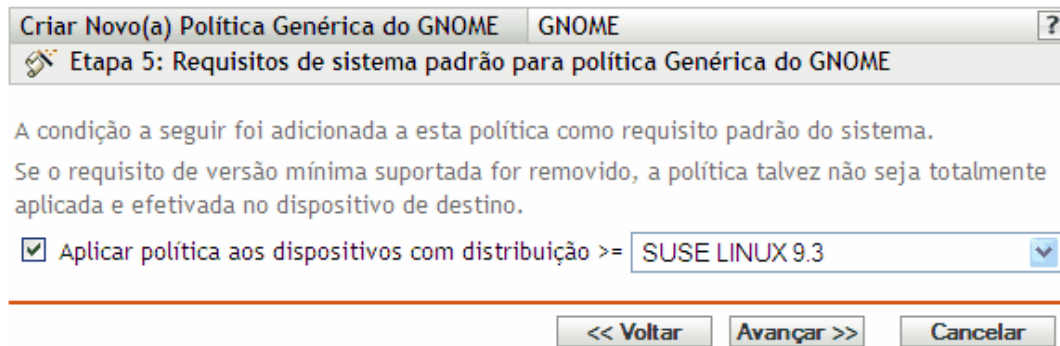 Criar Novo(a) Política Genérica do GNOME GNOME ?
Etapa 5: Requisitos de sistema padrão para política Genérica do GNOME
A condição a seguir foi adicionada a esta política como requisito padrão do sistema.
Se o requisito de versão mínima suportada for removido, a política talvez não seja totalmente
aplicada e efetivada no dispositivo de destino.
Aplicar política aos dispositivos com distribuição >= SUSE LINUX 9.3
<< Voltar Avançar >> Cancelar